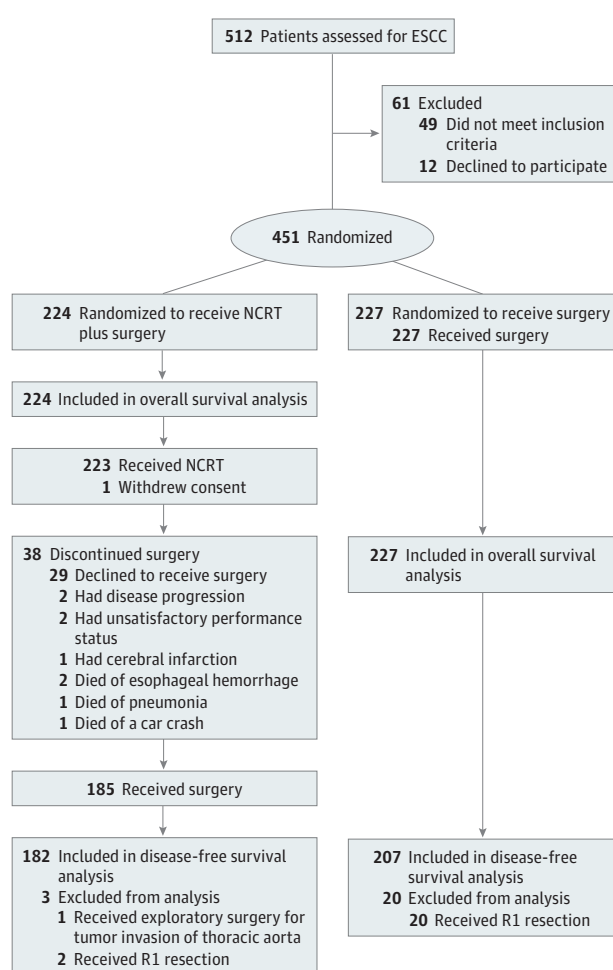 512 Patients assessed for ESCC
61 Excluded
49 Did not meet inclusion
criteria
12 Declined to participate
451 Randomized
224 Randomized to receive NCRT
plus surgery
227 Randomized to receive surgery
227 Received surgery
224 Included in overall survival analysis
223 Received NCRT
1 Withdrew consent
38 Discontinued surgery
29 Declined to receive surgery
2 Had disease progression
2 Had unsatisfactory performance
status
1 Had cerebral infarction
2 Died of esophageal hemorrhage
1 Died of pneumonia
1 Died of a car crash
227 Included in overall survival
analysis
185 Received surgery
182 Included in disease-free survival
analysis
3 Excluded from analysis
1 Received exploratory surgery for
tumor invasion of thoracic aorta
2 Received R1 resection
207 Included in disease-free
survival analysis
20 Excluded from analysis
20 Received R1 resection